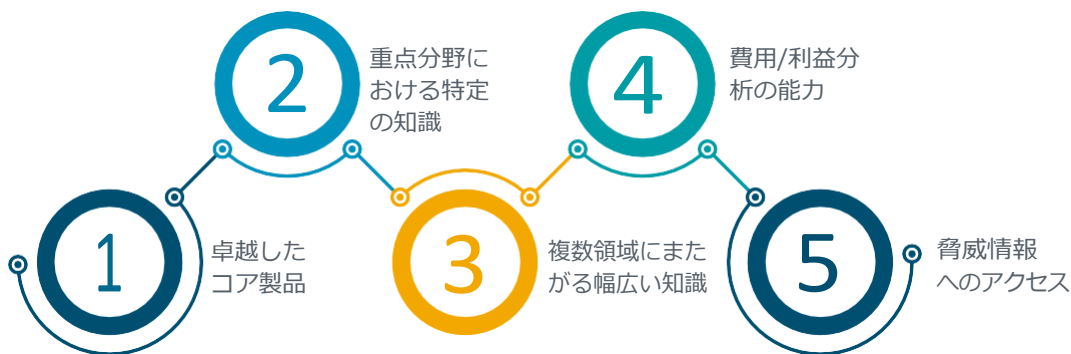 1
卓越した
コア製品
2
重点分野に
おける特定
の知識
3
複数領域にまた
がる幅広い知識
4
費用/利益分
析の能力
5
脅威情報
へのアクセス